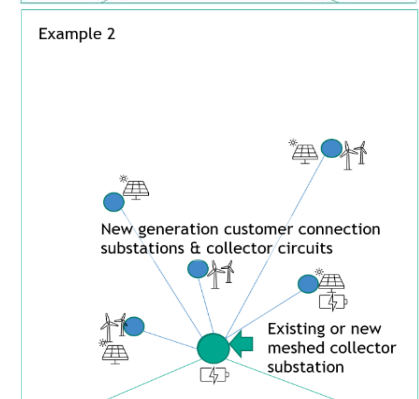 Example 2
New generation customer connection
substations & collector circuits
Existing or new
meshed collector
substation